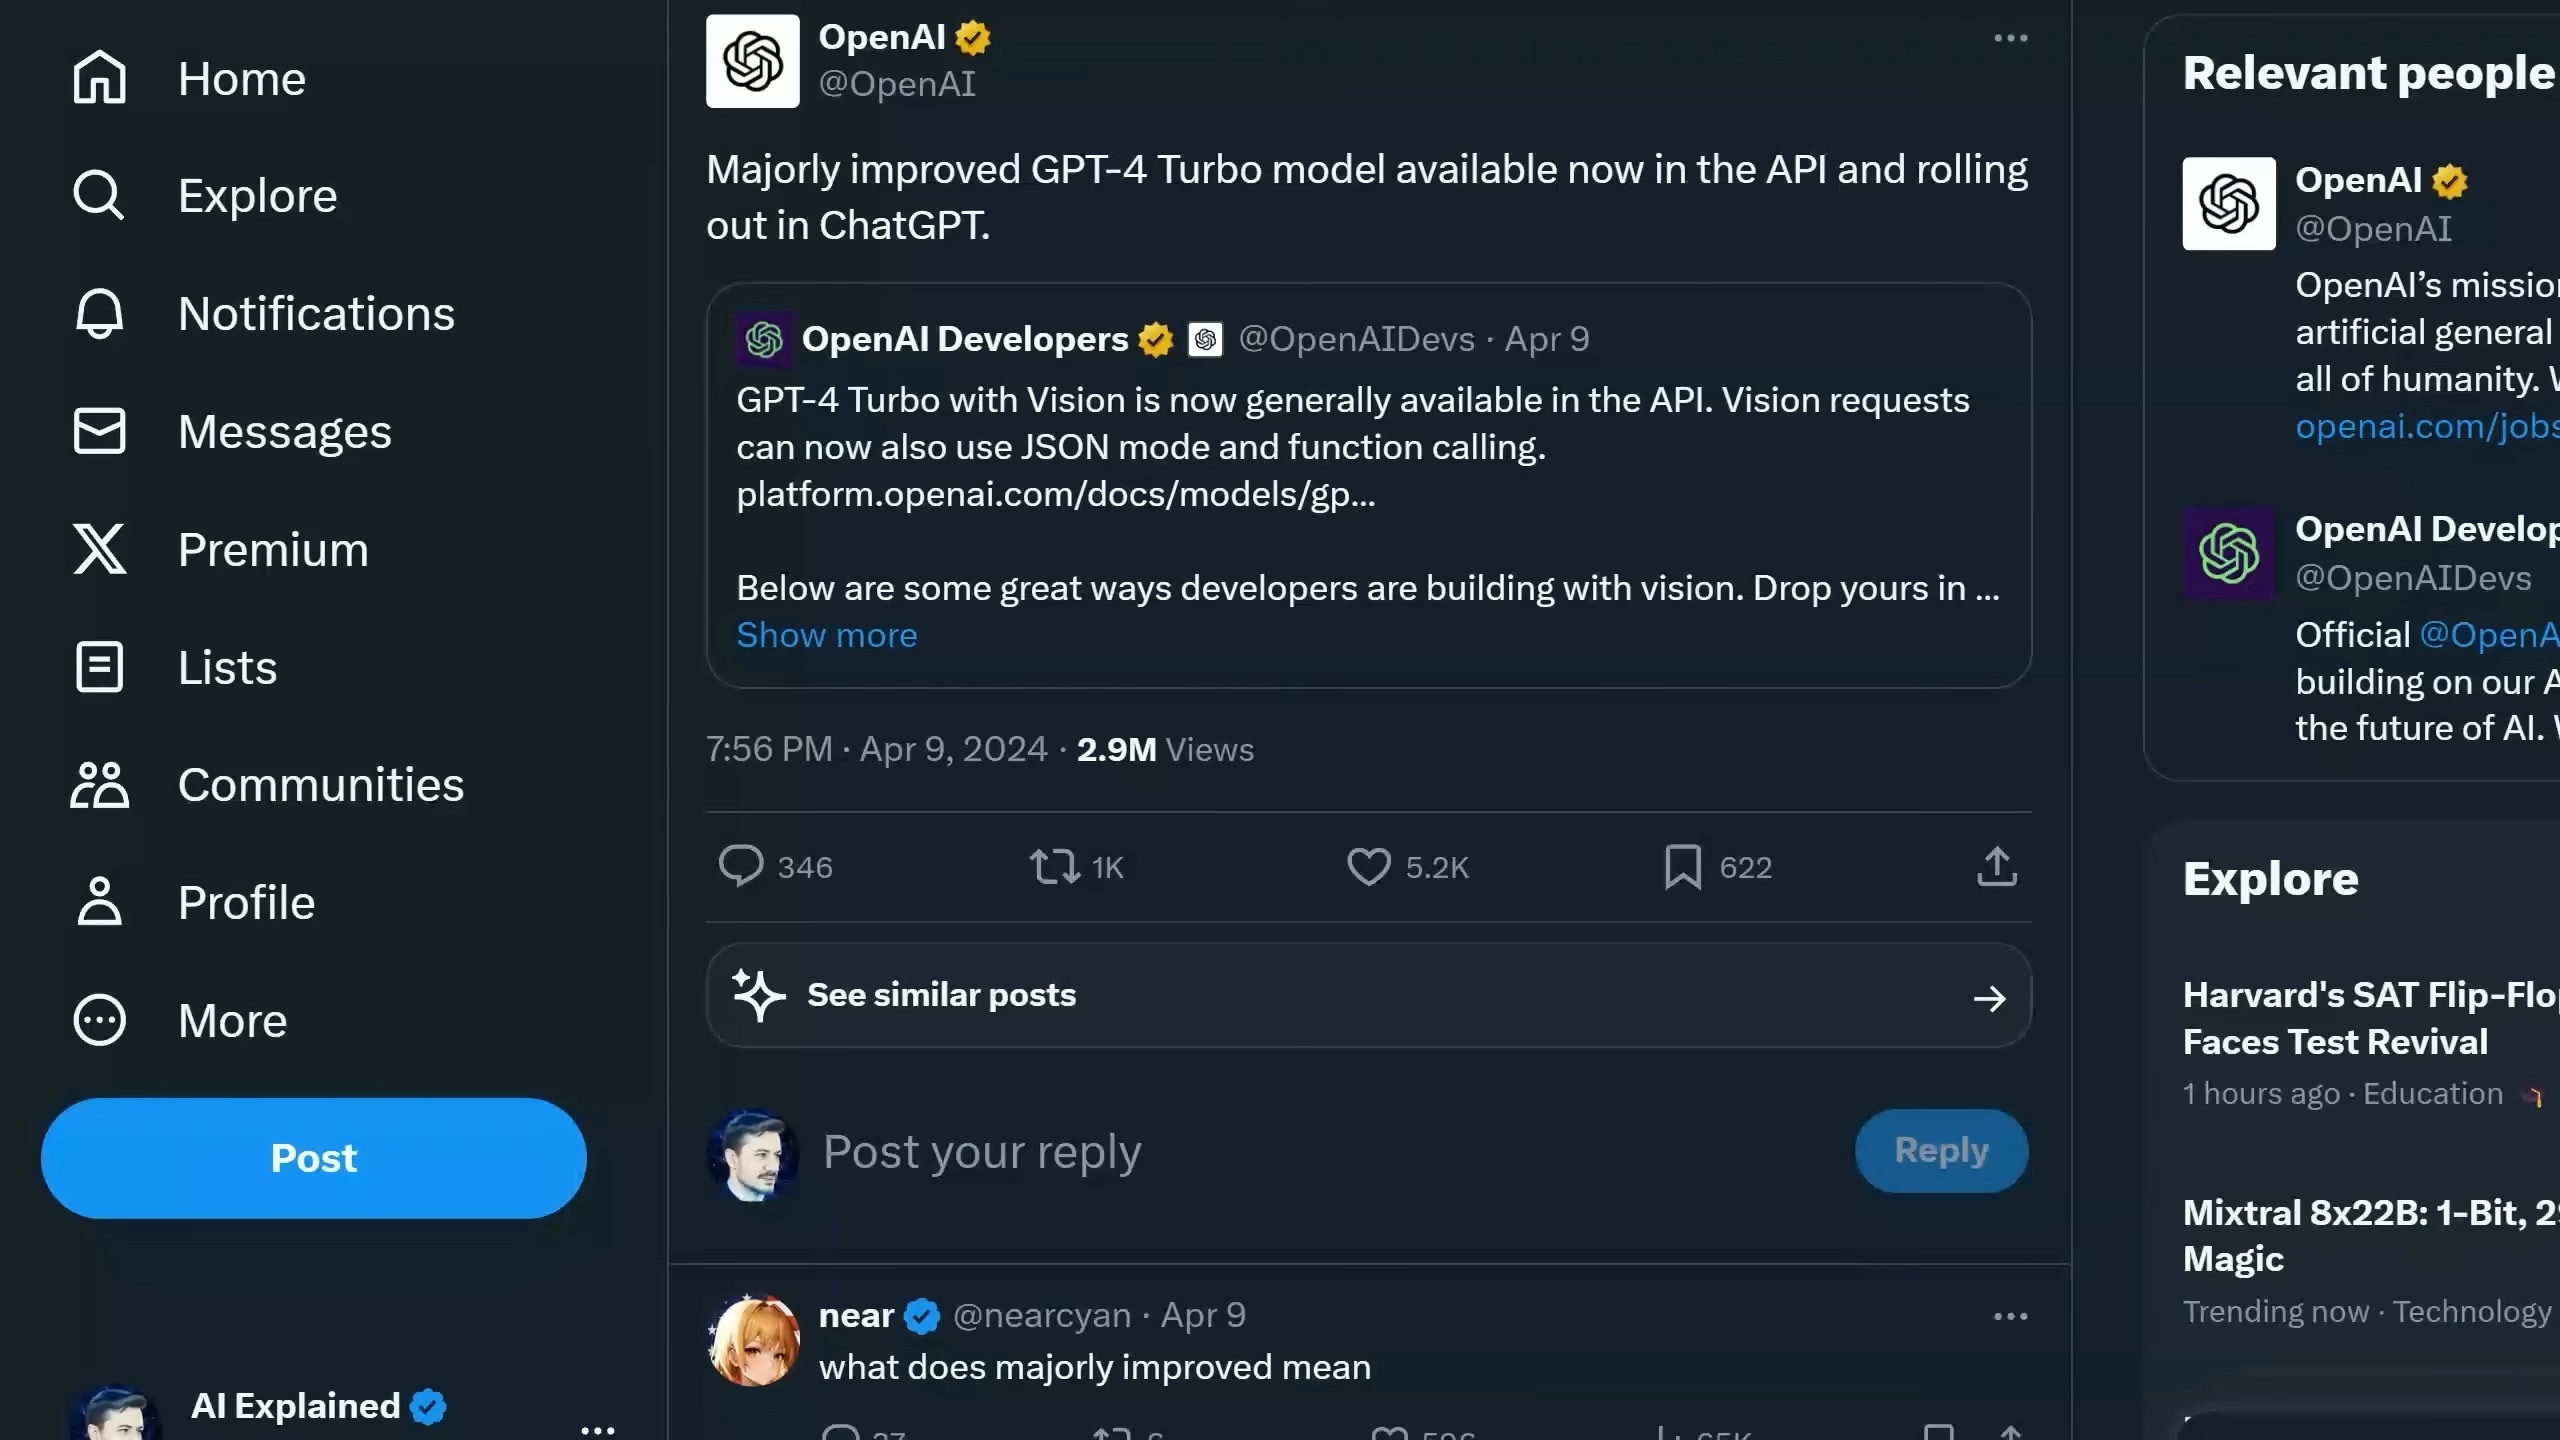 Home
Explore
Notifications
Messages
Premium
Lists
Communities
Profile
More
Post
AI Explained
OpenAI
@OpenAI
Majorly improved GPT-4 Turbo model available now in the API and rolling
out in ChatGPT.
OpenAI Developers @OpenAIDevs · Apr 9
GPT-4 Turbo with Vision is now generally available in the API. Vision requests
can now also use JSON mode and function calling.
platform.openai.com/docs/models/gp...
Below are some great ways developers are building with vision. Drop yours in ...
Show more
7:56 PM · Apr 9, 2024 · 2.9M Views
346 1K 5.2K 622
See similar posts
Post your reply
Reply
near @nearcyan · Apr 9
what does majorly improved mean
Relevant people
OpenAI
@OpenAI
OpenAI’s
artificial general
all of humanity.
openai.com/jobs
OpenAI
@OpenAIDevs
Official
building on our
the future of AI.
Explore
Harvard's SAT
Faces Test Revival
1 hours ago · Education
Mixtral 8x22B: 1-Bit,
Magic
Trending now · Technology